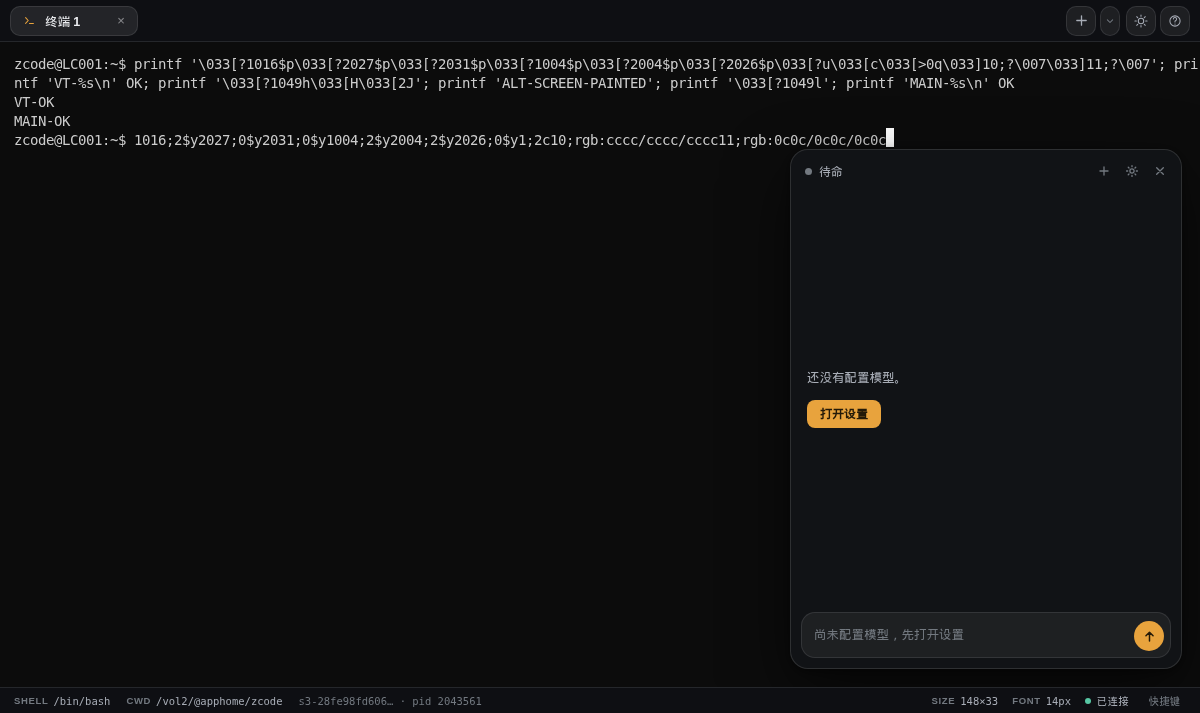 终端 1
zcode@LC001:~$ printf '\033[?1016$p\033[?2027$p\033[?2031$p\033[?1004$p\033[?2004$p\033[?2026$p\033[?u\033[c\033[>0q\033]10;?\007\033]11;?\007'; pri
ntf 'VT-%s\n' OK; printf '\033[?1049h\033[H\033[2J'; printf 'ALT-SCREEN-PAINTED'; printf '\033[?1049l'; printf 'MAIN-%s\n' OK
VT-OK
MAIN-OK
zcode@LC001:~$ 1016;2$y2027;0$y2031;0$y1004;2$y2004;2$y2026;0$y1;2c10;rgb:cccc/cccc/cccc11;rgb:0c0c/0c0c/0c0c
待命
还没有配置模型。
打开设置
尚未配置模型，先打开设置
SHELL /bin/bash CWD /vol2/@apphome/zcode s3-28fe98fd606… · pid 2043561 SIZE 148×33 FONT 14px 已连接 快捷键